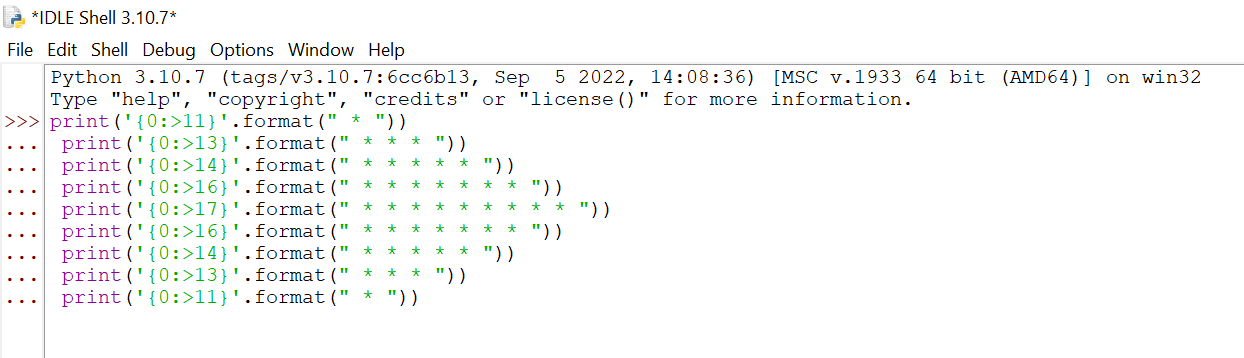 *IDLE Shell 3.10.7*
File Edit Shell Debug Options Window Help
Python 3.10.7 (tags/v3.10.7:6cc6b13, Sep  5 2022, 14:08:36) [MSC v.1933 64 bit (AMD64)] on win32
Type "help", "copyright", "credits" or "license()" for more information.
>>> print('{0:>11}'.format(" * "))
...  print('{0:>13}'.format(" * * * "))
...  print('{0:>14}'.format(" * * * * * "))
...  print('{0:>16}'.format(" * * * * * * * "))
...  print('{0:>17}'.format(" * * * * * * * * * "))
...  print('{0:>16}'.format(" * * * * * * * "))
...  print('{0:>14}'.format(" * * * * * "))
...  print('{0:>13}'.format(" * * * "))
...  print('{0:>11}'.format(" * "))